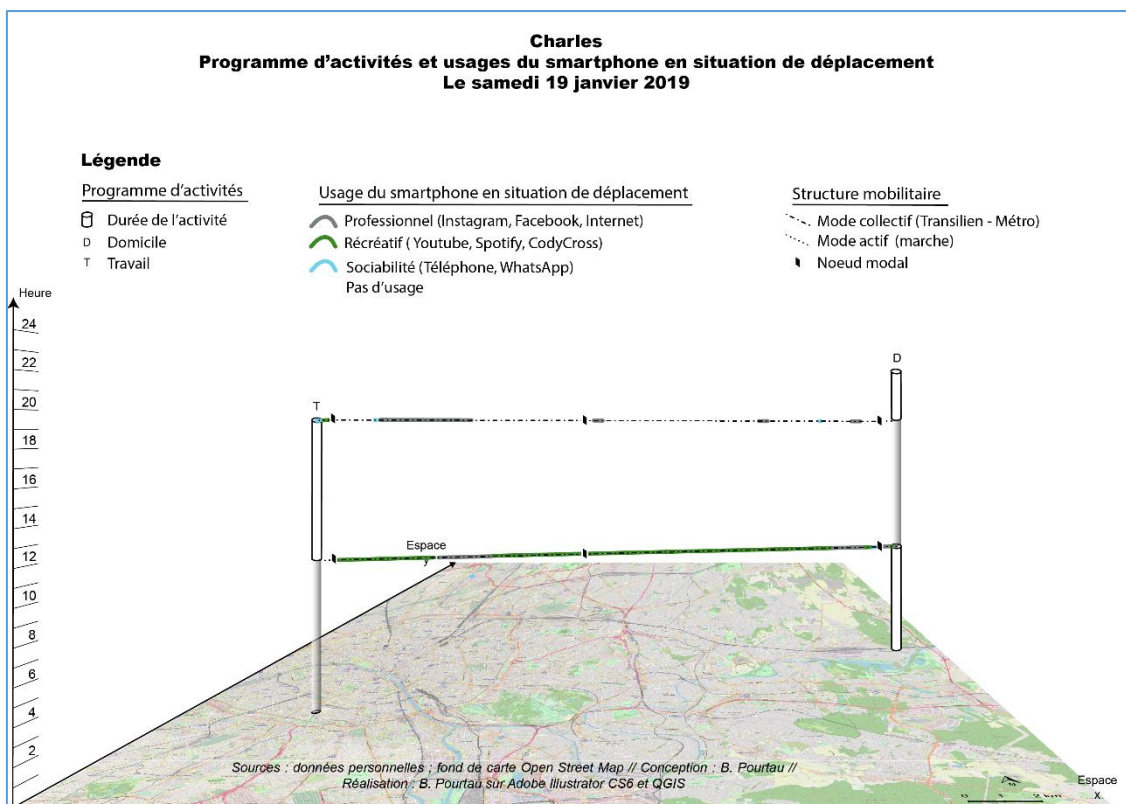 Charles
Programme d'activités et usages du smartphone en situation de déplacement
Le samedi 19 janvier 2019
Légende
Programme d'activités
Durée de l'activité
D Domicile
T Travail
Usage du smartphone en situation de déplacement
Professionnel (Instagram, Facebook, Internet)
Récréatif ( Youtube, Spotify, CodyCross)
Sociabilité (Téléphone, WhatsApp)
Pas d'usage
Structure mobilitaire
Mode collectif (Transilien - Métro)
Mode actif (marche)
Noeud modal
Heure
24
22
20
18
16
14
12
10
8
6
4
2
T
D
Espace
y
Sources : données personnelles ; fond de carte Open Street Map // Conception : B. Pourtau //
Réalisation : B. Pourtau sur Adobe Illustrator CS6 et QGIS
N
0 1 2 km
Espace
X